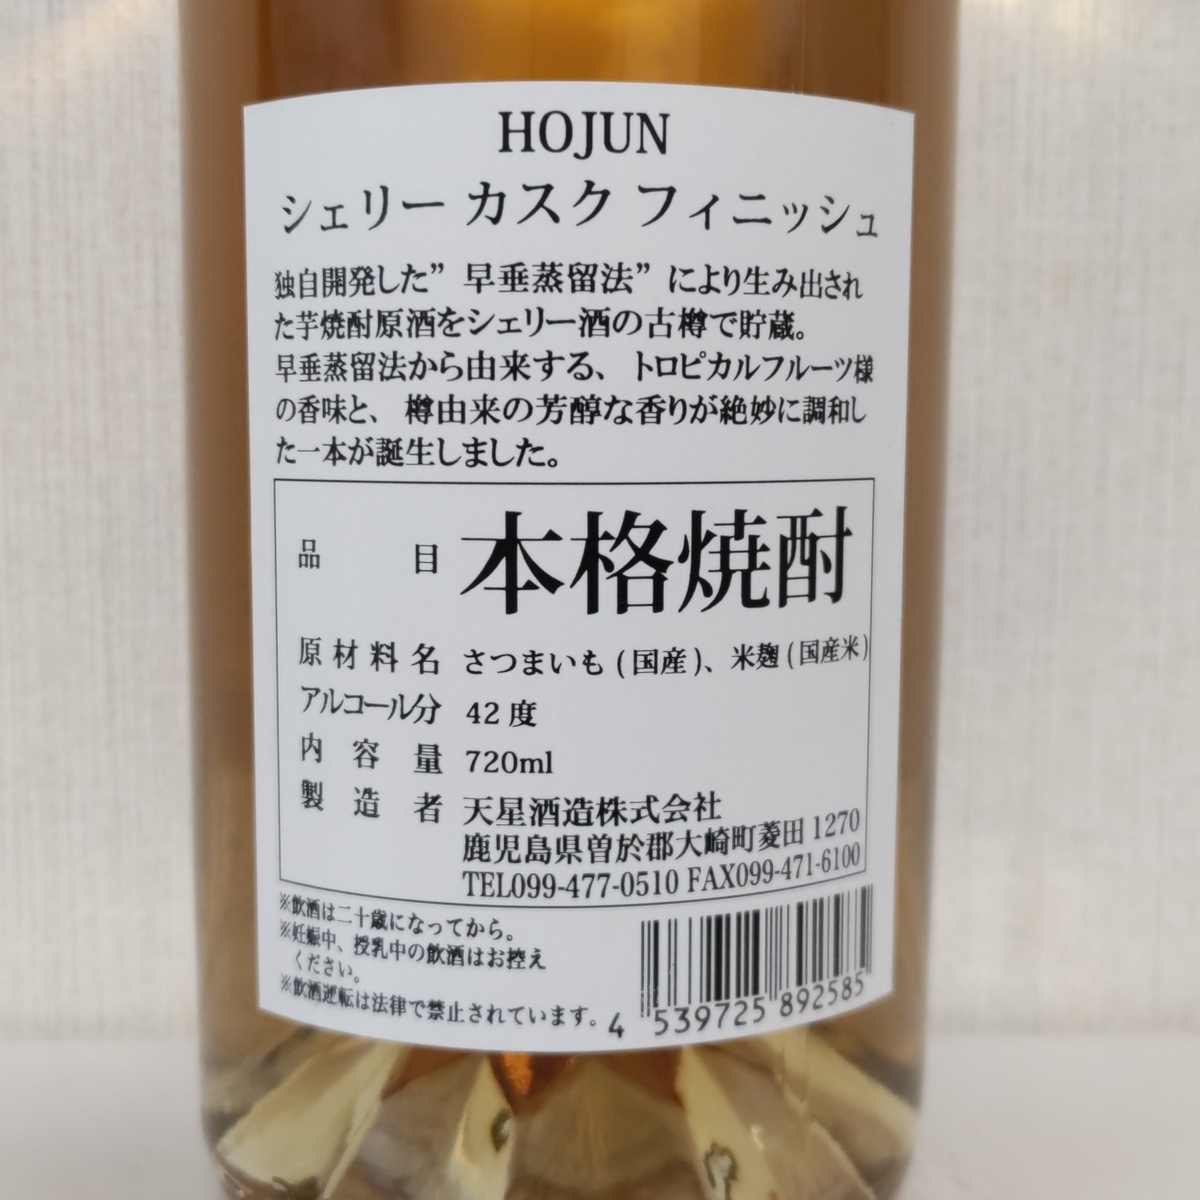 HOJUN
シェリー カスク フィニッシュ
独自開発した”早垂蒸留法”により生み出され
た芋焼酎原酒をシェリー酒の古樽で貯蔵。
早垂蒸留法から由来する、トロピカルフルーツ様
の香味と、樽由来の芳醇な香りが絶妙に調和し
た一本が誕生しました。
品目 本格焼酎
原材料名 さつまいも(国産)、米麹(国産米)
アルコール分 42度
内容量 720ml
製造者 天星酒造株式会社
鹿児島県曽於郡大崎町菱田1270
TEL099-477-0510 FAX099-471-6100
※飲酒は二十歳になってから。
※妊娠中、授乳中の飲酒はお控え
ください。
※飲酒運転は法律で禁止されています。
4 539725 892585